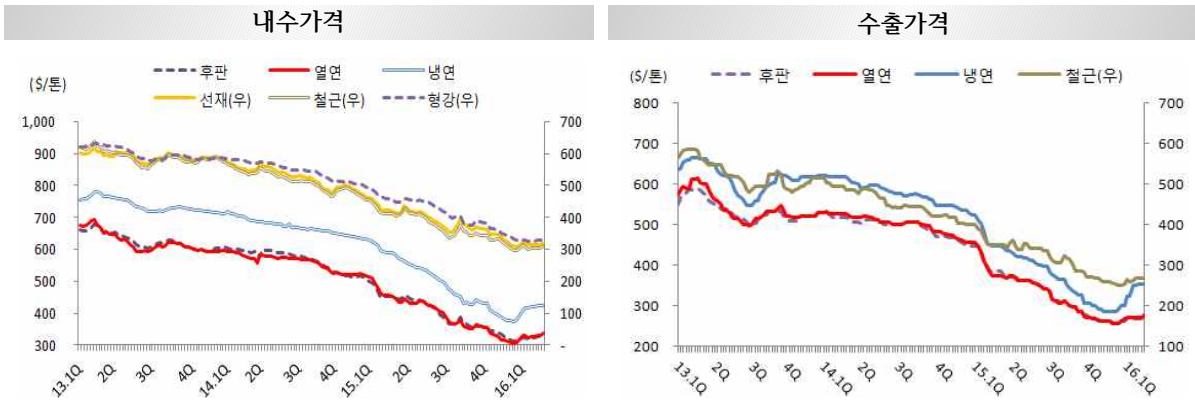 내수가격
($/톤)
후판 열연 냉연
선재(우) 철근(우) 형강(우)
1,000 700
900 600
800 500
700 400
600 300
500 200
400 100
300 -
13.1Q 2Q 3Q 4Q 14.1Q 2Q 3Q 4Q 15.1Q 2Q 3Q 4Q 16.1Q
수출가격
($/톤) 후판 열연 냉연 철근(우)
800 700
700 600
600 500
500 400
400 300
300 200
200 100
13.1Q 2Q 3Q 4Q 14.1Q 2Q 3Q 4Q 15.1Q 2Q 3Q 4Q 16.1Q